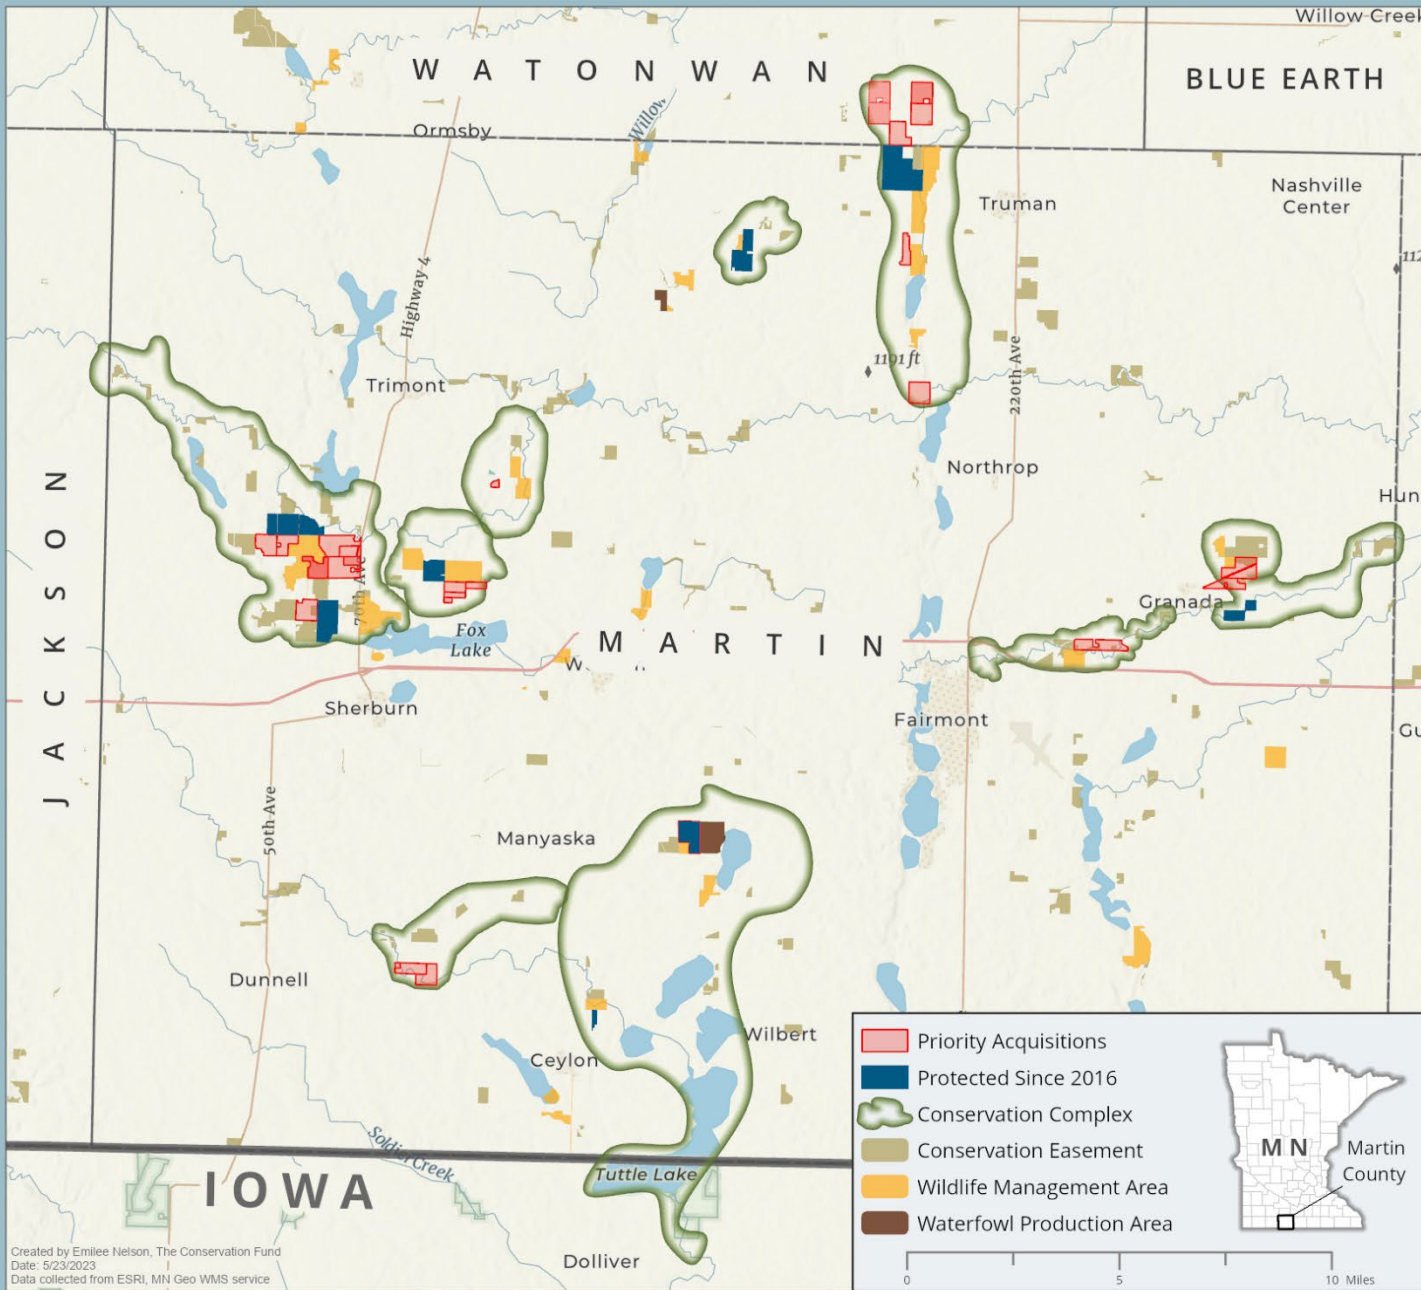 Willow Creek
WATONWAN
BLUE EARTH
Ormsby
Willow
Nashville
Center
Truman
112
Highway 4
1191 ft
Trimont
220th Ave
JACKSON
Northrop
Hun
70th Ave
Granada
Fox
Lake
MARTIN
W
Sherburn
Fairmont
Gu
50th Ave
Manyaska
Dunnell
Wilbert
Ceylon
Soldier Creek
IOWA
Tuttle Lake
Dolliver
Priority Acquisitions
Protected Since 2016
Conservation Complex
Conservation Easement
Wildlife Management Area
Waterfowl Production Area
MN
Martin
County
0 5 10 Miles
Created by Emilee Nelson, The Conservation Fund
Date: 5/23/2023
Data collected from ESRI, MN Geo WMS service